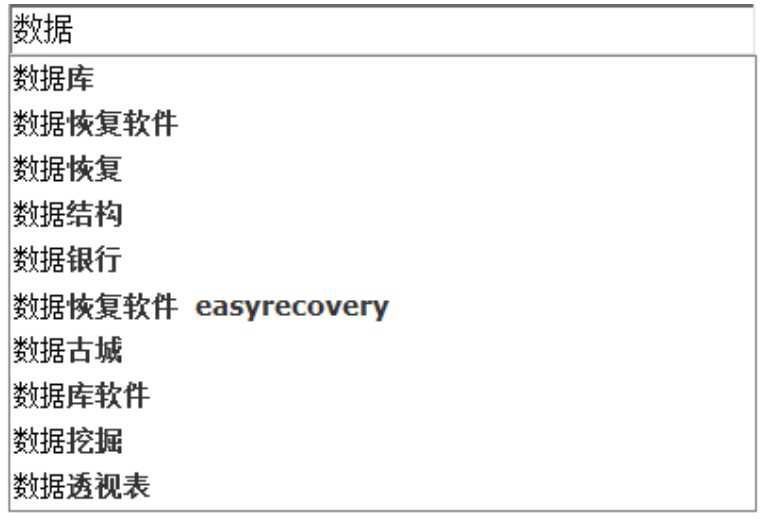 数据
数据库
数据恢复软件
数据恢复
数据结构
数据银行
数据恢复软件 easyrecovery
数据古城
数据库软件
数据挖掘
数据透视表